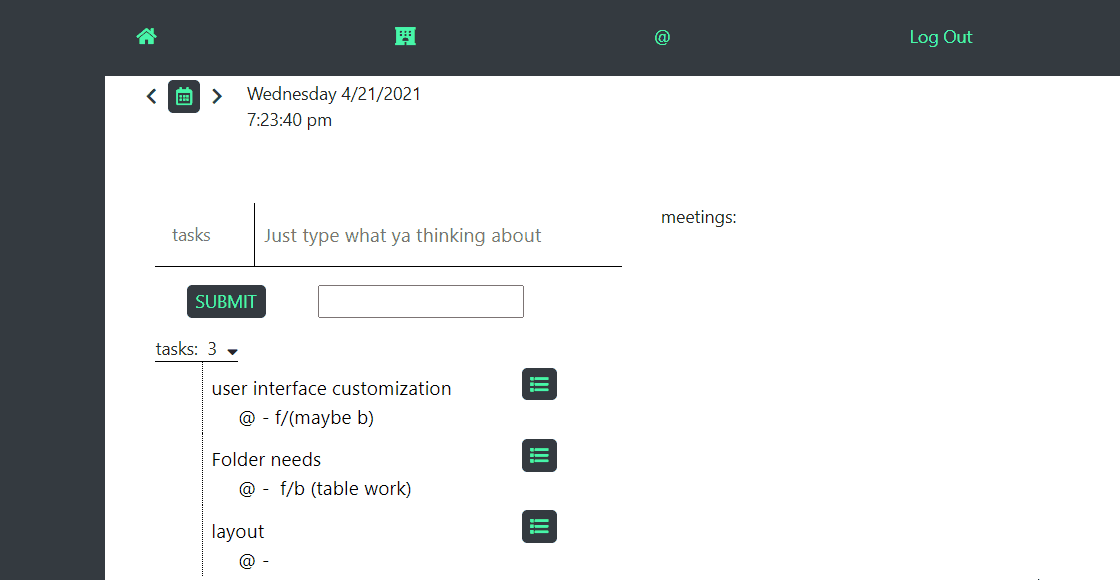 @
Log Out
Wednesday 4/21/2021
7:23:40 pm
tasks
Just type what ya thinking about
meetings:
SUBMIT
tasks: 3
user interface customization
@ - f/(maybe b)
Folder needs
@ - f/b (table work)
layout
@ -